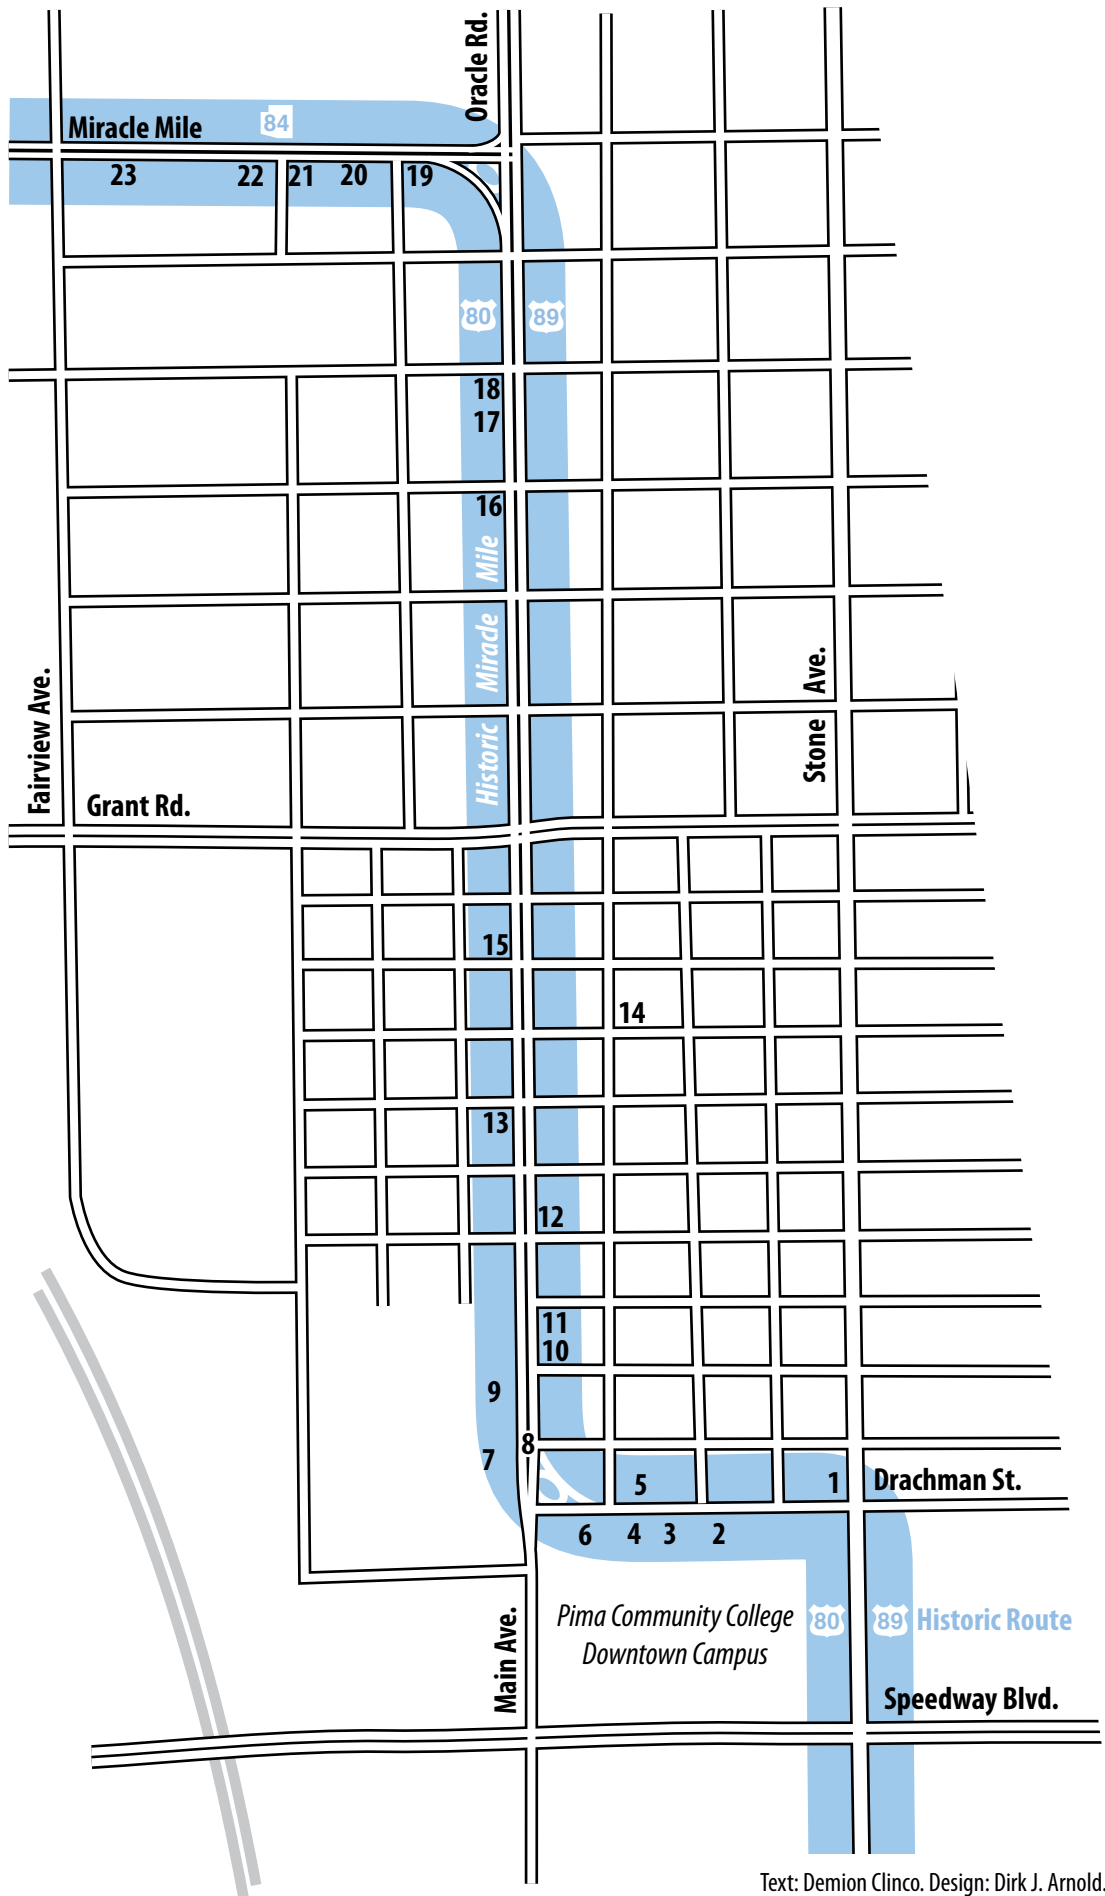 Oracle Rd.
84
Miracle Mile
23
22
21
20
19
80
89
18
17
16
Historic Miracle Mile
Fairview Ave.
Stone Ave.
Grant Rd.
15
14
13
12
11
10
9
8
7
5
1
Drachman St.
6
4
3
2
Main Ave.
Pima Community College
Downtown Campus
80
89
Historic Route
Speedway Blvd.
Text: Demion Clinco. Design: Dirk J. Arnold.